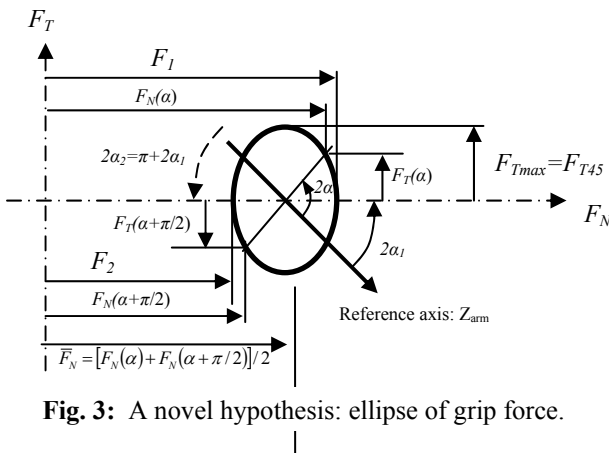 F_T
F_1
F_N(α)
2α_2=π+2α_1
2α
F_T(α)
F_Tmax=F_T45
F_N
F_T(α+π/2)
2α_1
F_2
F_N(α+π/2)
Reference axis: Z_arm
F̅_N = [F_N(α) + F_N(α + π/2)]/2
Fig. 3: A novel hypothesis: ellipse of grip force.